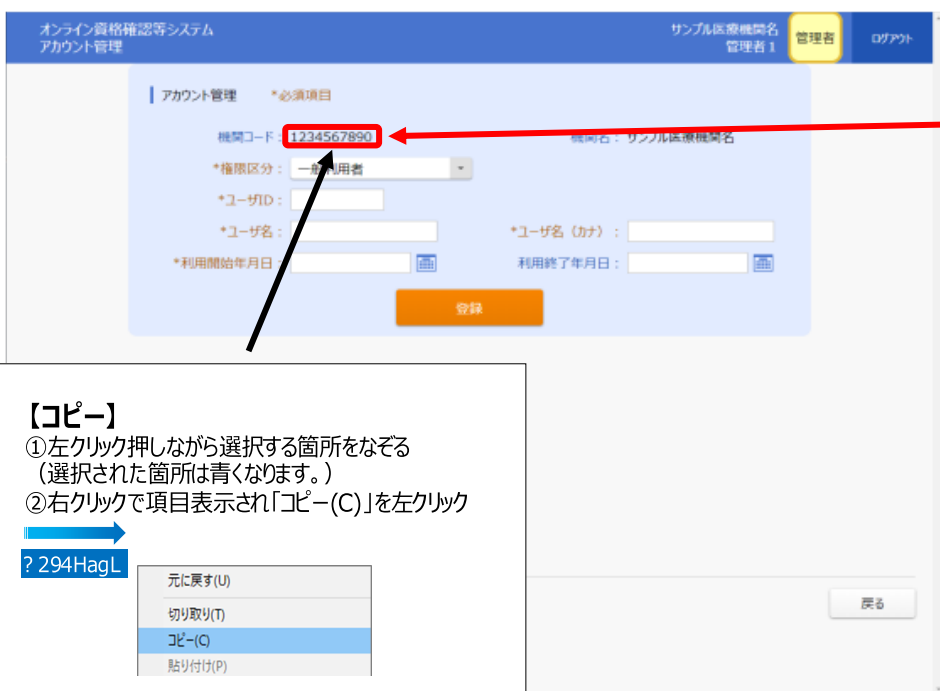 オンライン資格確認等システム
アカウント管理
サンプル医療機関名
管理者1
管理者
ログアウト
アカウント管理 *必須項目
機関コード: 1234567890
機関名: サンプル医療機関名
*権限区分: 一般利用者
*ユーザID:
*ユーザ名:
*ユーザ名（カナ）:
*利用開始年月日:
利用終了年月日:
登録
【コピー】
①左クリック押しながら選択する箇所をなぞる
（選択された箇所は青くなります。）
②右クリックで項目表示され「コピー(C)」を左クリック
?294HagL
元に戻す(U)
切り取り(T)
コピー(C)
貼り付け(P)
戻る